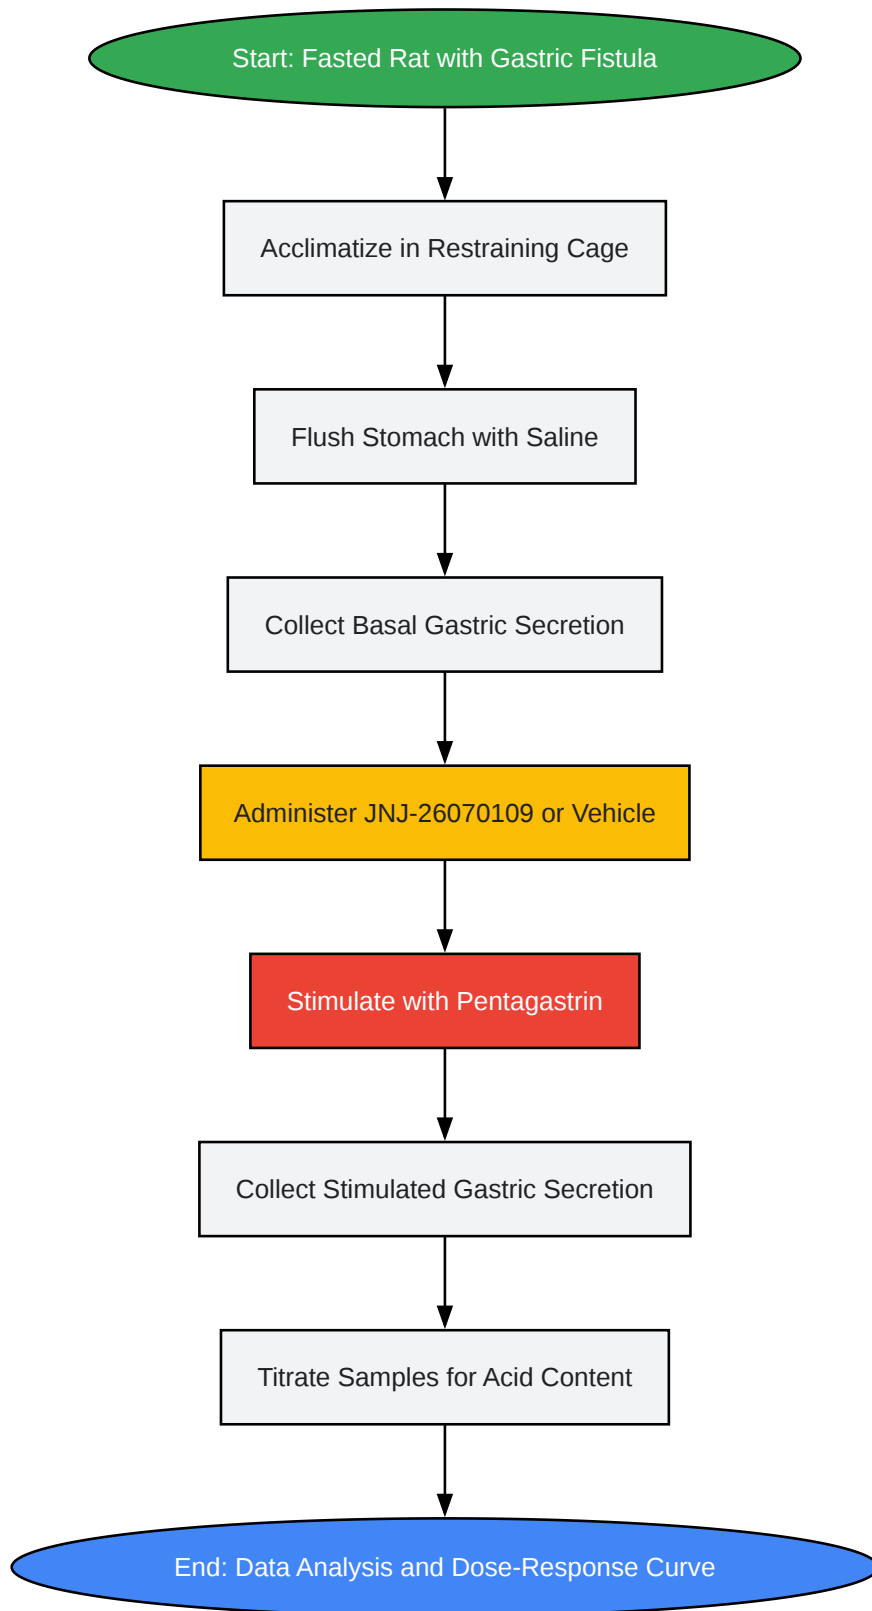 Start: Fasted Rat with Gastric Fistula
Acclimatize in Restraining Cage
Flush Stomach with Saline
Collect Basal Gastric Secretion
Administer JNJ-26070109 or Vehicle
Stimulate with Pentagastrin
Collect Stimulated Gastric Secretion
Titrate Samples for Acid Content
End: Data Analysis and Dose-Response Curve